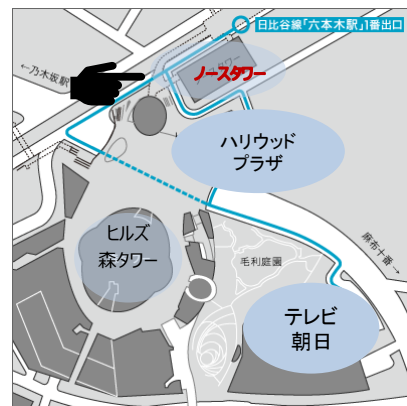 日比谷線「六本木駅」1番出口
←乃木坂駅
ノースタワー
ハリウッド
プラザ
ヒルズ
森タワー
毛利庭園
麻布十番→
テレビ
朝日